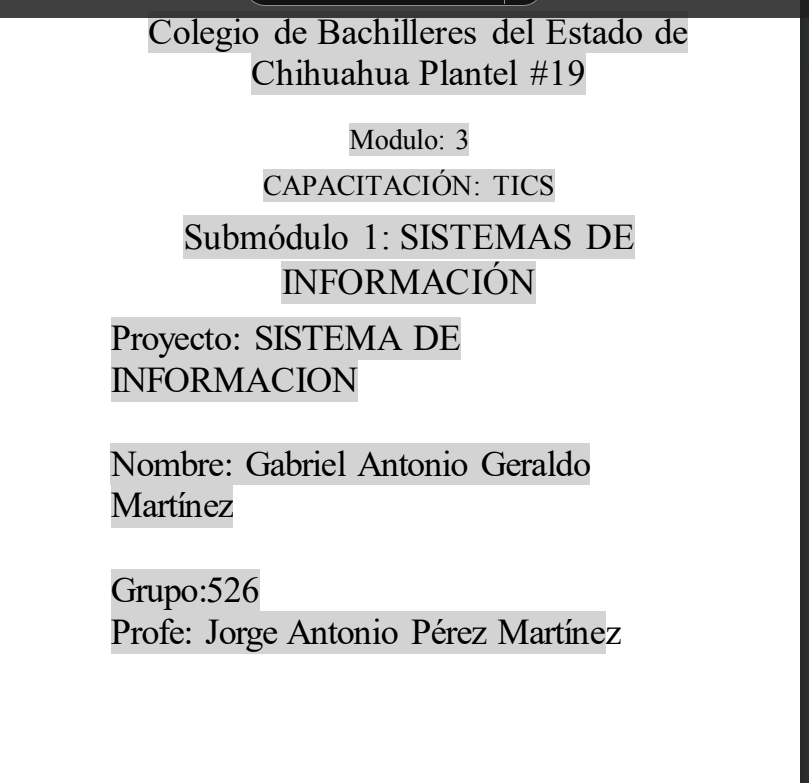 Colegio de Bachilleres del Estado de
Chihuahua Plantel #19
Modulo: 3
CAPACITACIÓN: TICS
Submódulo 1: SISTEMAS DE
INFORMACIÓN
Proyecto: SISTEMA DE
INFORMACION
Nombre: Gabriel Antonio Geraldo
Martínez
Grupo:526
Profe: Jorge Antonio Pérez Martínez